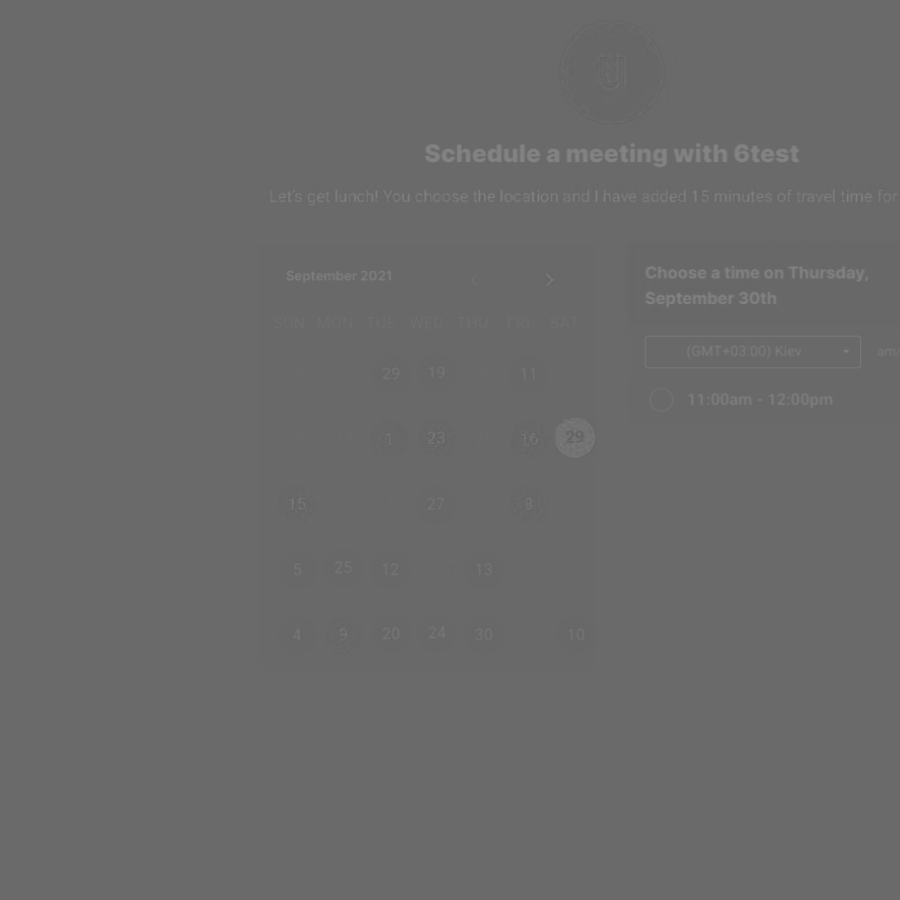 U
Schedule a meeting with 6test
Let's get lunch! You choose the location and I have added 15 minutes of travel time for
September 2021
SUN MON TUE WED THU FRI SAT
29 19 11
1 23 16 29
15 27 8
5 25 12 13
4 9 20 24 30 10
Choose a time on Thursday,
September 30th
(GMT+03:00) Kiev
am/
11:00am - 12:00pm